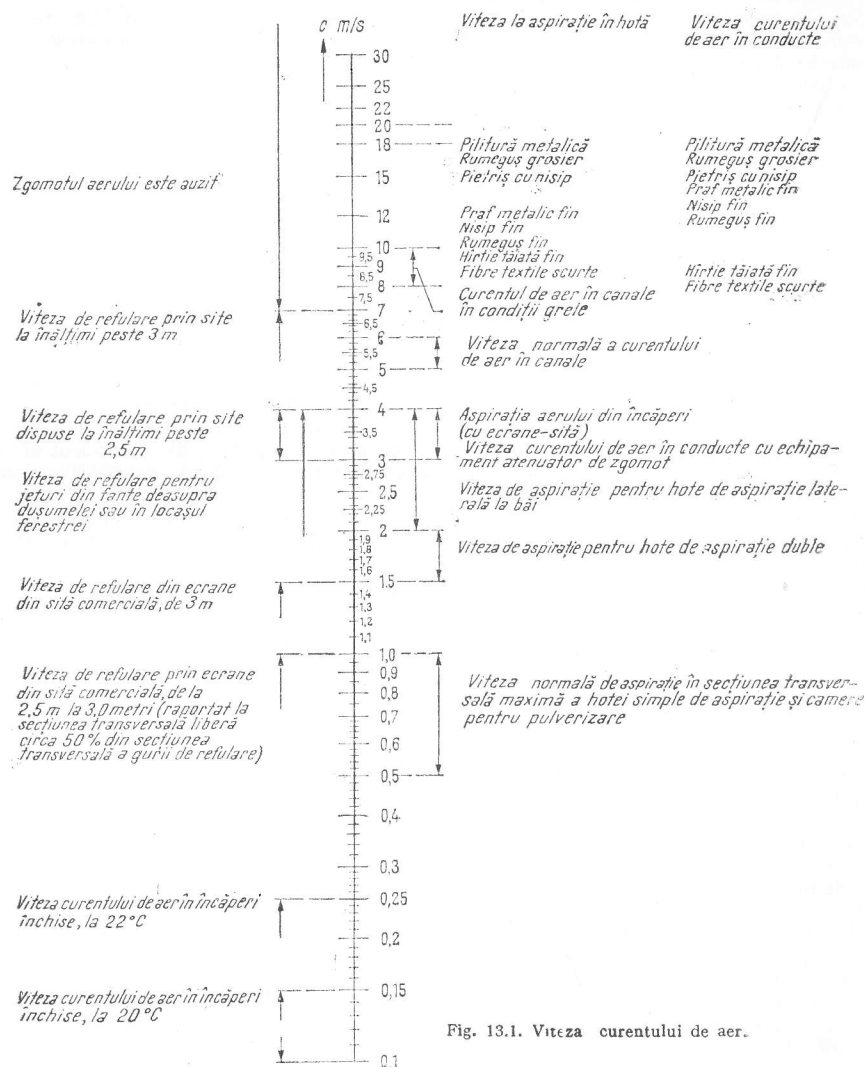 c m/s
Viteza la aspirație în hotă
Viteza curentului
de aer în conducte
30
25
22
20
18
15
12
10
9,5
9
8,5
8
7,5
7
6,5
6
5,5
5
4,5
4
3,5
3
2,75
2,5
2,25
2
1,9
1,8
1,7
1,6
1,5
1,4
1,3
1,2
1,1
1,0
0,9
0,8
0,7
0,6
0,5
0,4
0,3
0,25
0,2
0,15
0,1
Zgomotul aerului este auzit
Viteza de refulare prin site
la înălțimi peste 3 m
Viteza de refulare prin site
dispuse la înălțimi peste
2,5 m
Viteza de refulare pentru
jeturi din fante deasupra
dușumelei sau în locașul
ferestrei
Viteza de refulare din ecrane
din sită comercială, de 3 m
Viteza de refulare prin ecrane
din sită comercială, de la
2,5 m la 3,0 metri (raportat la
secțiunea transversală liberă
circa 50 % din secțiunea
transversală a gurii de refulare)
Viteza curentului de aer în încăperi
închise, la 22°C
Viteza curentului de aer în încăperi
închise, la 20°C
Pilitură metalică
Rumeguș grosier
Pietriș cu nisip
Praf metalic fin
Nisip fin
Rumeguș fin
Hîrtie tăiată fin
Fibre textile scurte
Pilitură metalică
Rumeguș grosier
Pietriș cu nisip
Praf metalic fin
Nisip fin
Rumeguș fin
Hîrtie tăiată fin
Fibre textile scurte
Curentul de aer în canale
în condiții grele
Viteza normală a curentului
de aer în canale
Aspirația aerului din încăperi
(cu ecrane-sită)
Viteza curentului de aer în conducte cu echipa-
ment atenuator de zgomot
Viteza de aspirație pentru hote de aspirație late-
rală la băi
Viteza de aspirație pentru hote de aspirație duble
Viteza normală de aspirație în secțiunea transver-
sală maximă a hotei simple de aspirație și camere
pentru pulverizare
Fig. 13.1. Viteza curentului de aer.